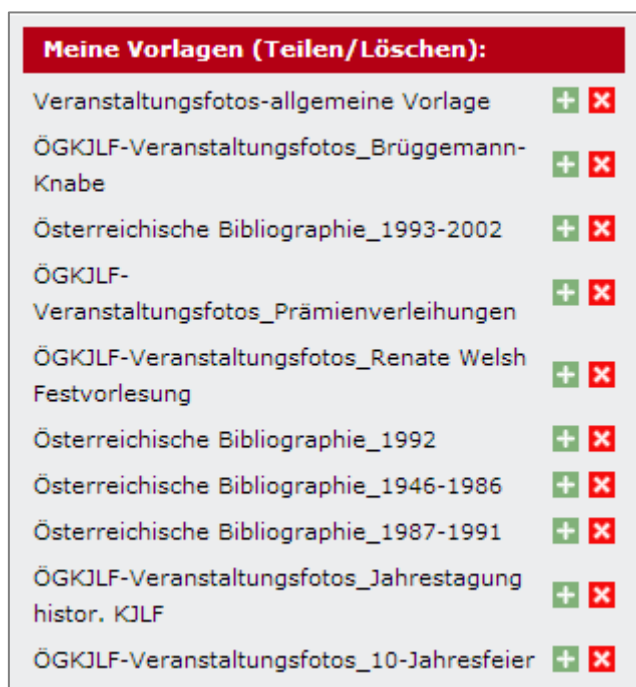 Meine Vorlagen (Teilen/Löschen):
Veranstaltungsfotos-allgemeine Vorlage
ÖGKJLF-Veranstaltungsfotos_Brüggemann-
Knabe
Österreichische Bibliographie_1993-2002
ÖGKJLF-
Veranstaltungsfotos_Prämienverleihungen
ÖGKJLF-Veranstaltungsfotos_Renate Welsh
Festvorlesung
Österreichische Bibliographie_1992
Österreichische Bibliographie_1946-1986
Österreichische Bibliographie_1987-1991
ÖGKJLF-Veranstaltungsfotos_Jahrestagung
histor. KJLF
ÖGKJLF-Veranstaltungsfotos_10-Jahresfeier